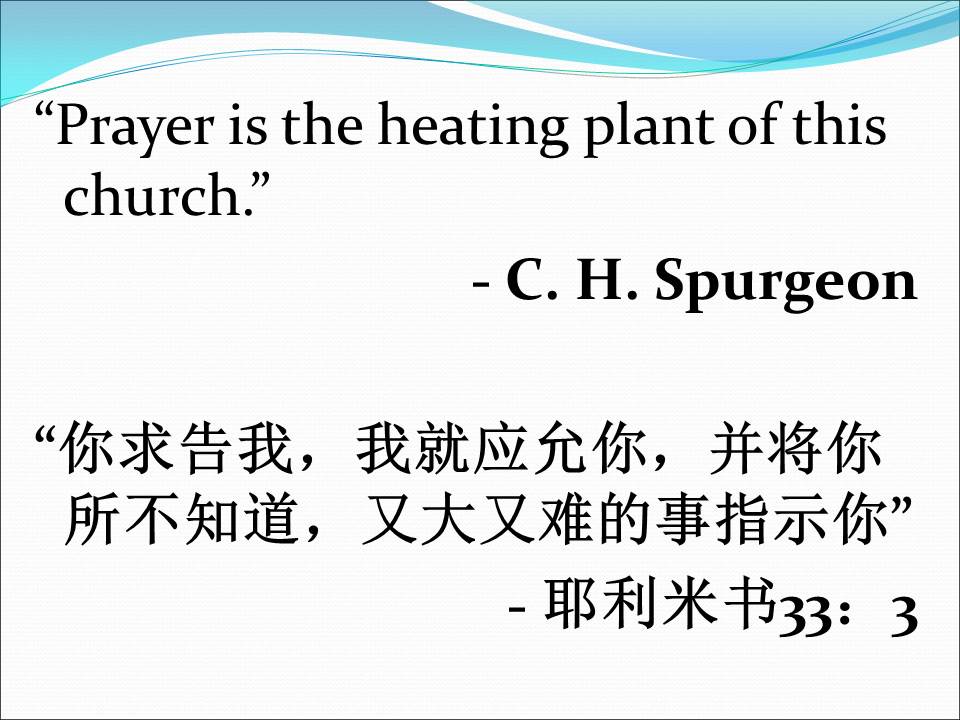 “Prayer is the heating plant of this
church.”
- C. H. Spurgeon
“你求告我，我就应允你，并将你
所不知道，又大又难的事指示你”
- 耶利米书33：3